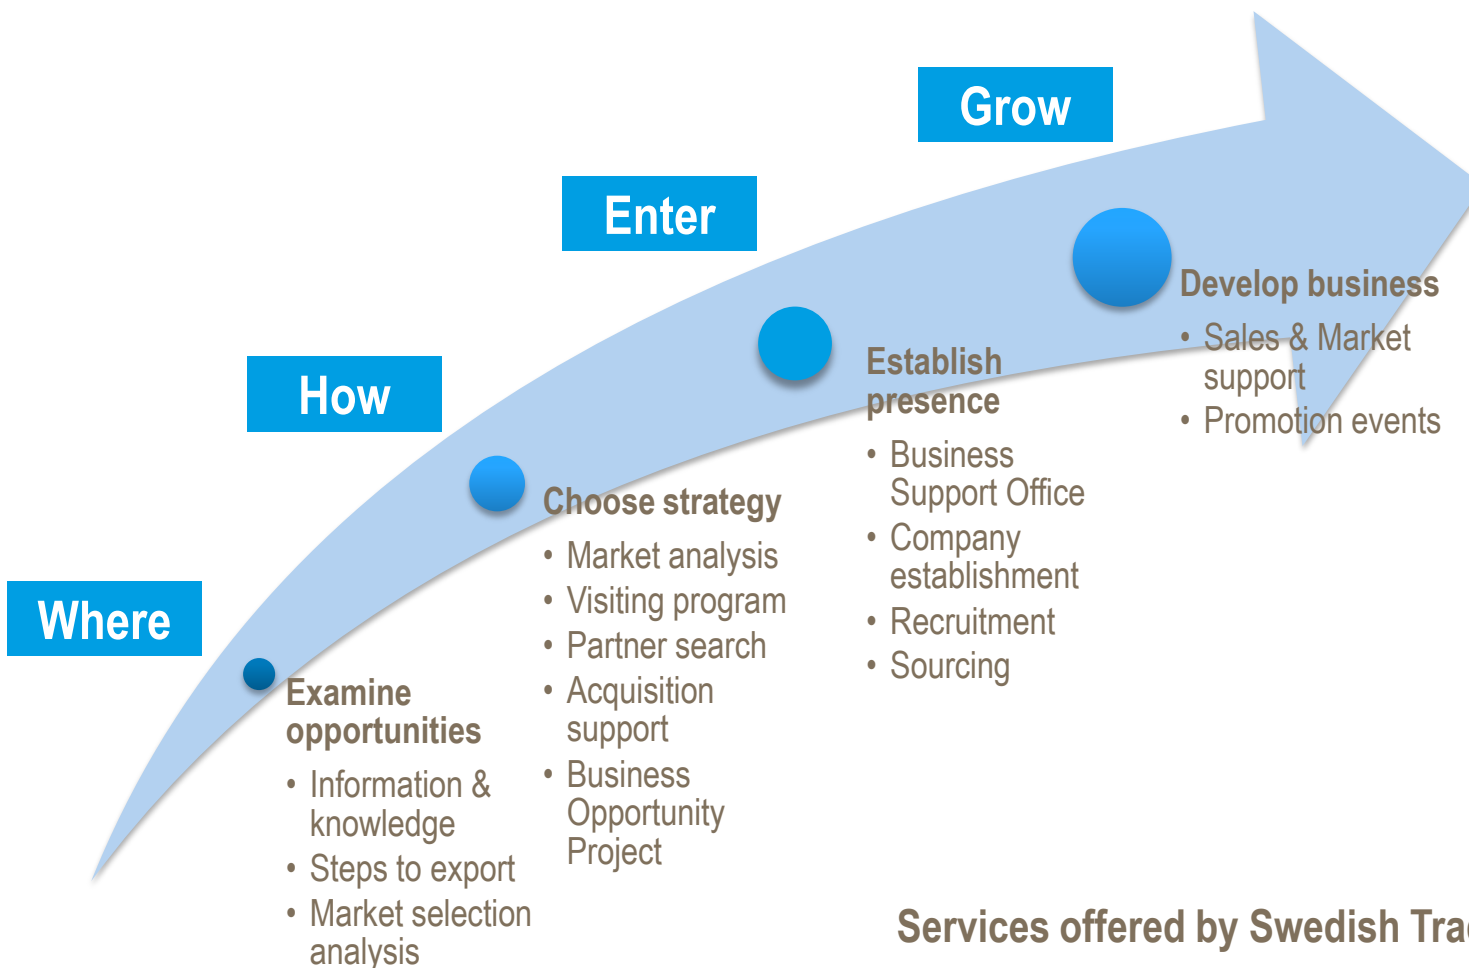 Grow
Enter
How
Where
Develop business
• Sales & Market
support
• Promotion events
Establish
presence
• Business
Support Office
• Company
establishment
• Recruitment
• Sourcing
Choose strategy
• Market analysis
• Visiting program
• Partner search
• Acquisition
support
• Business
Opportunity
Project
Examine
opportunities
• Information &
knowledge
• Steps to export
• Market selection
analysis
Services offered by Swedish